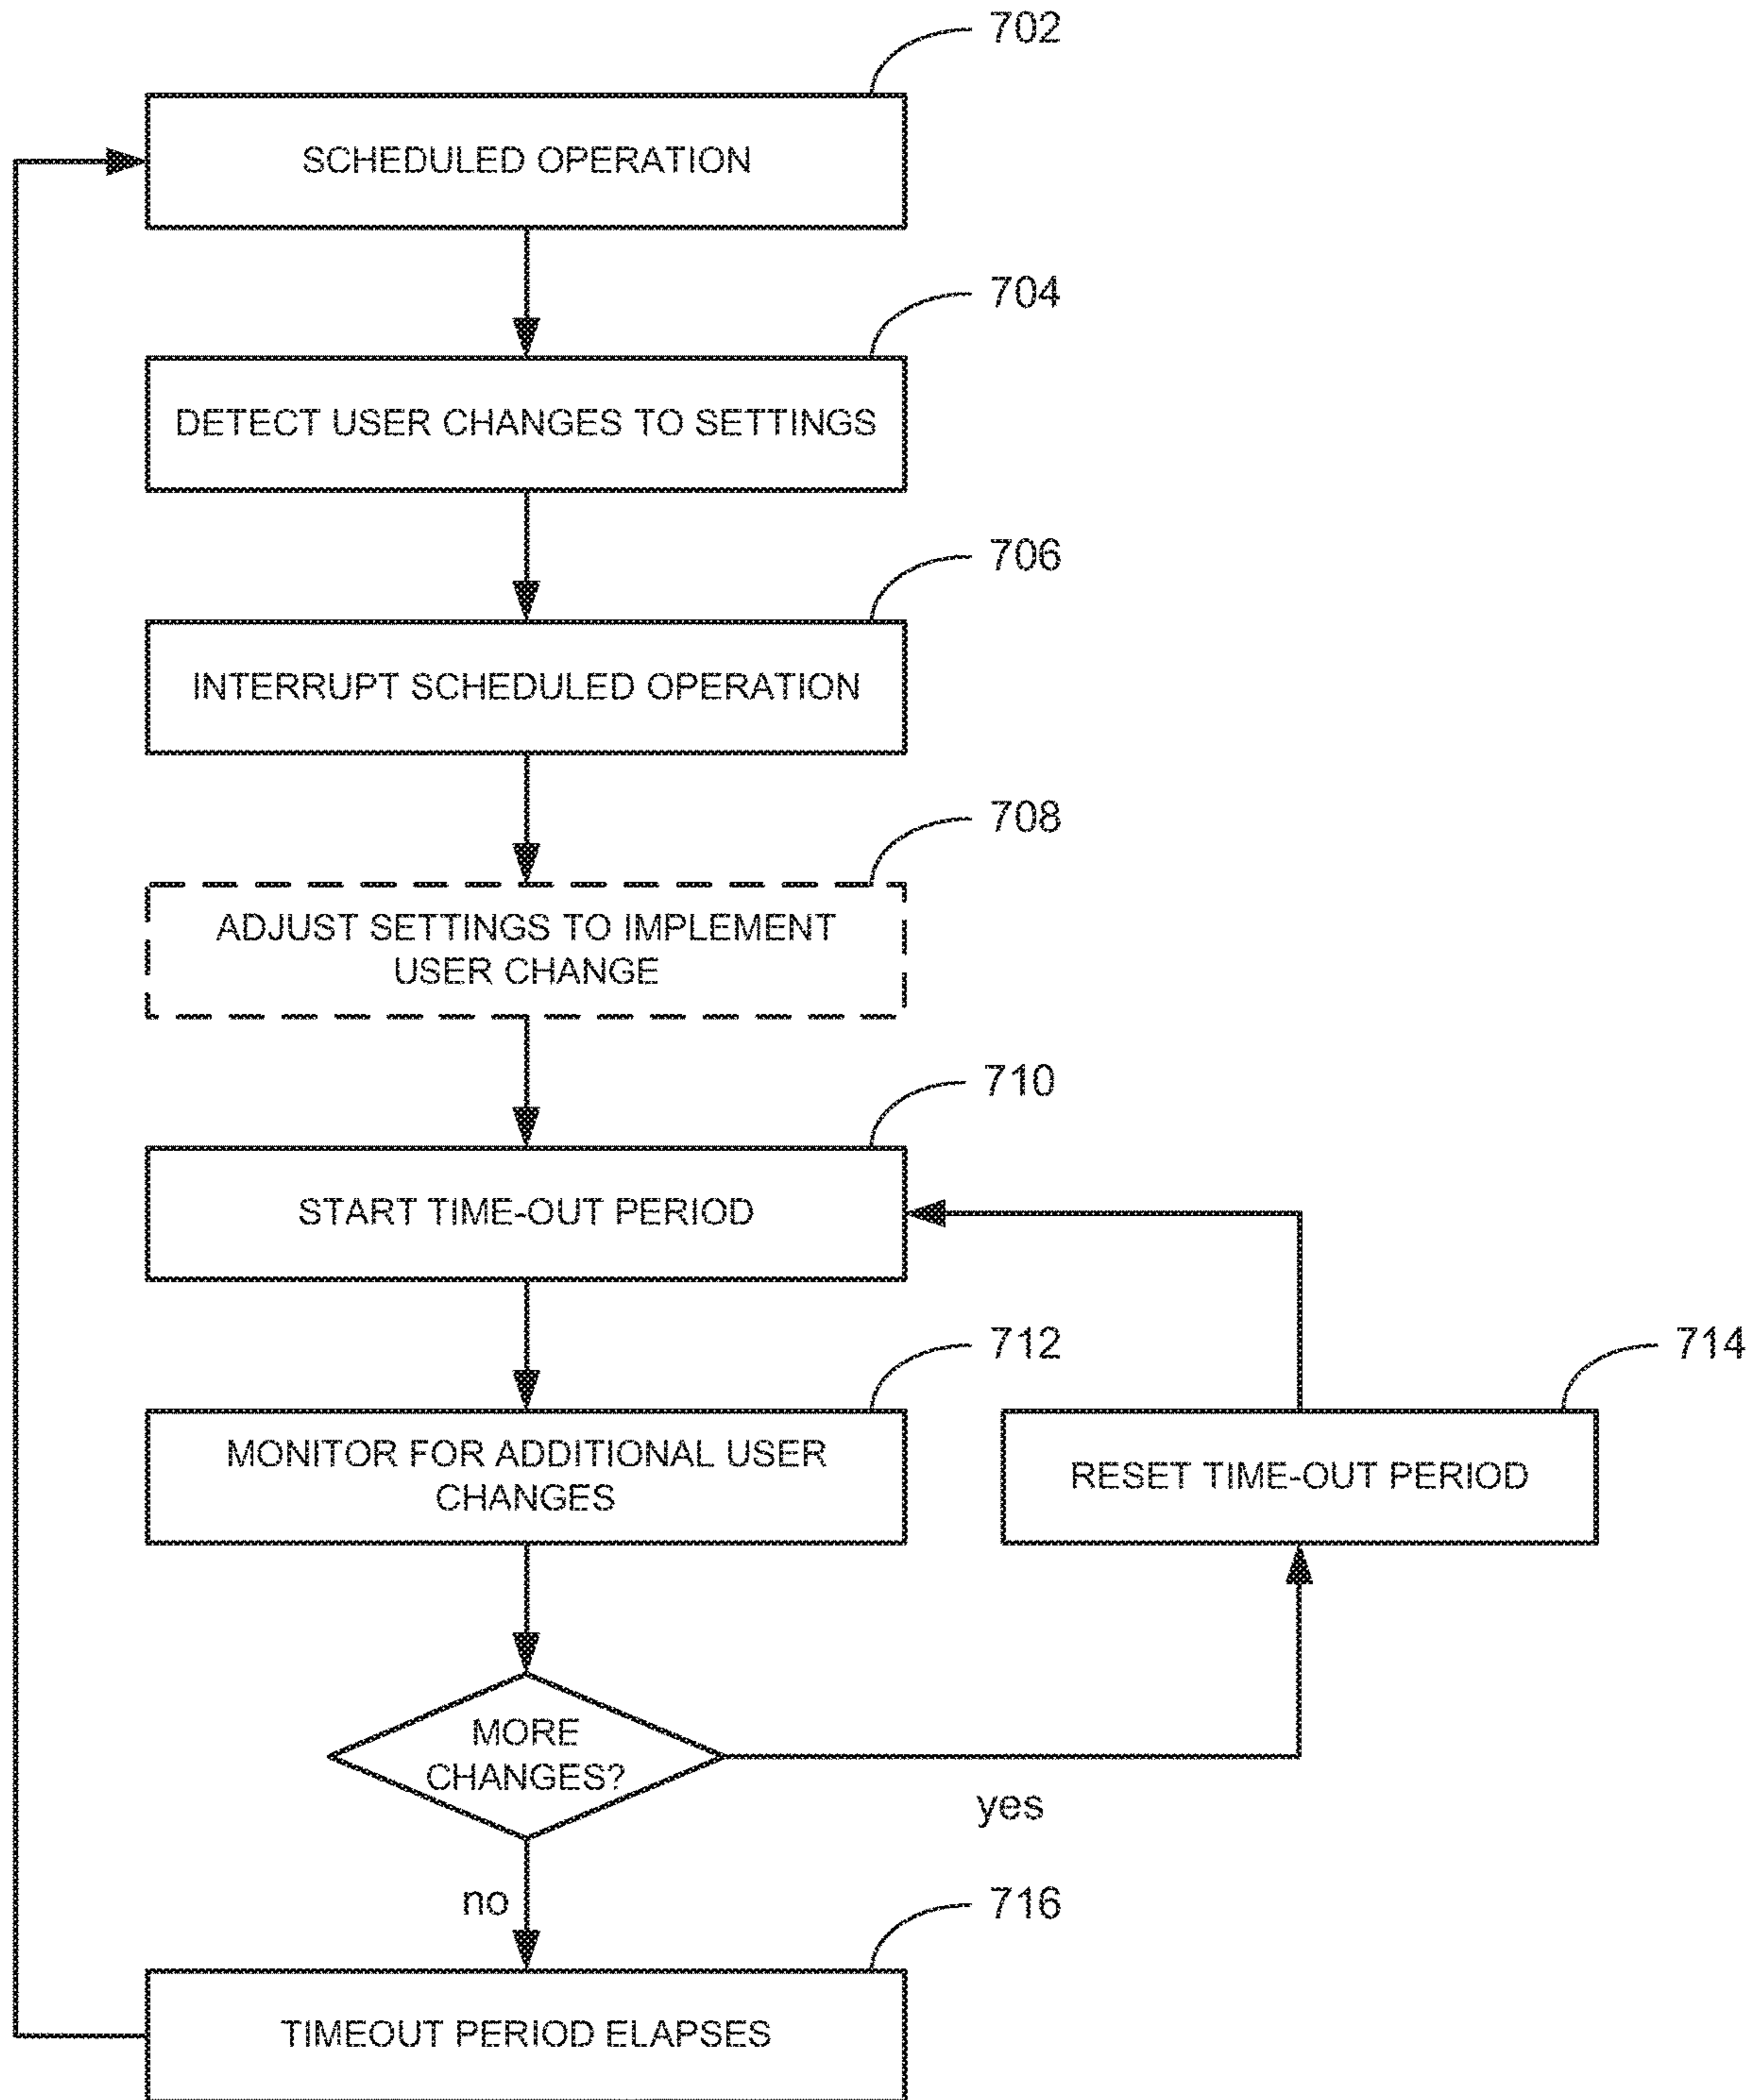 702
SCHEDULED OPERATION
704
DETECT USER CHANGES TO SETTINGS
706
INTERRUPT SCHEDULED OPERATION
708
ADJUST SETTINGS TO IMPLEMENT
USER CHANGE
710
START TIME-OUT PERIOD
712
MONITOR FOR ADDITIONAL USER
CHANGES
714
RESET TIME-OUT PERIOD
MORE
CHANGES?
yes
no
716
TIMEOUT PERIOD ELAPSES